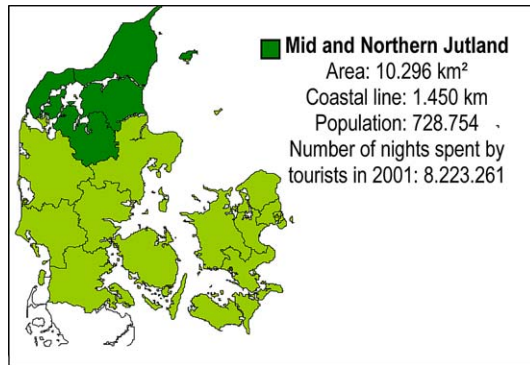 Mid and Northern Jutland
Area: 10.296 km²
Coastal line: 1.450 km
Population: 728.754
Number of nights spent by
tourists in 2001: 8.223.261